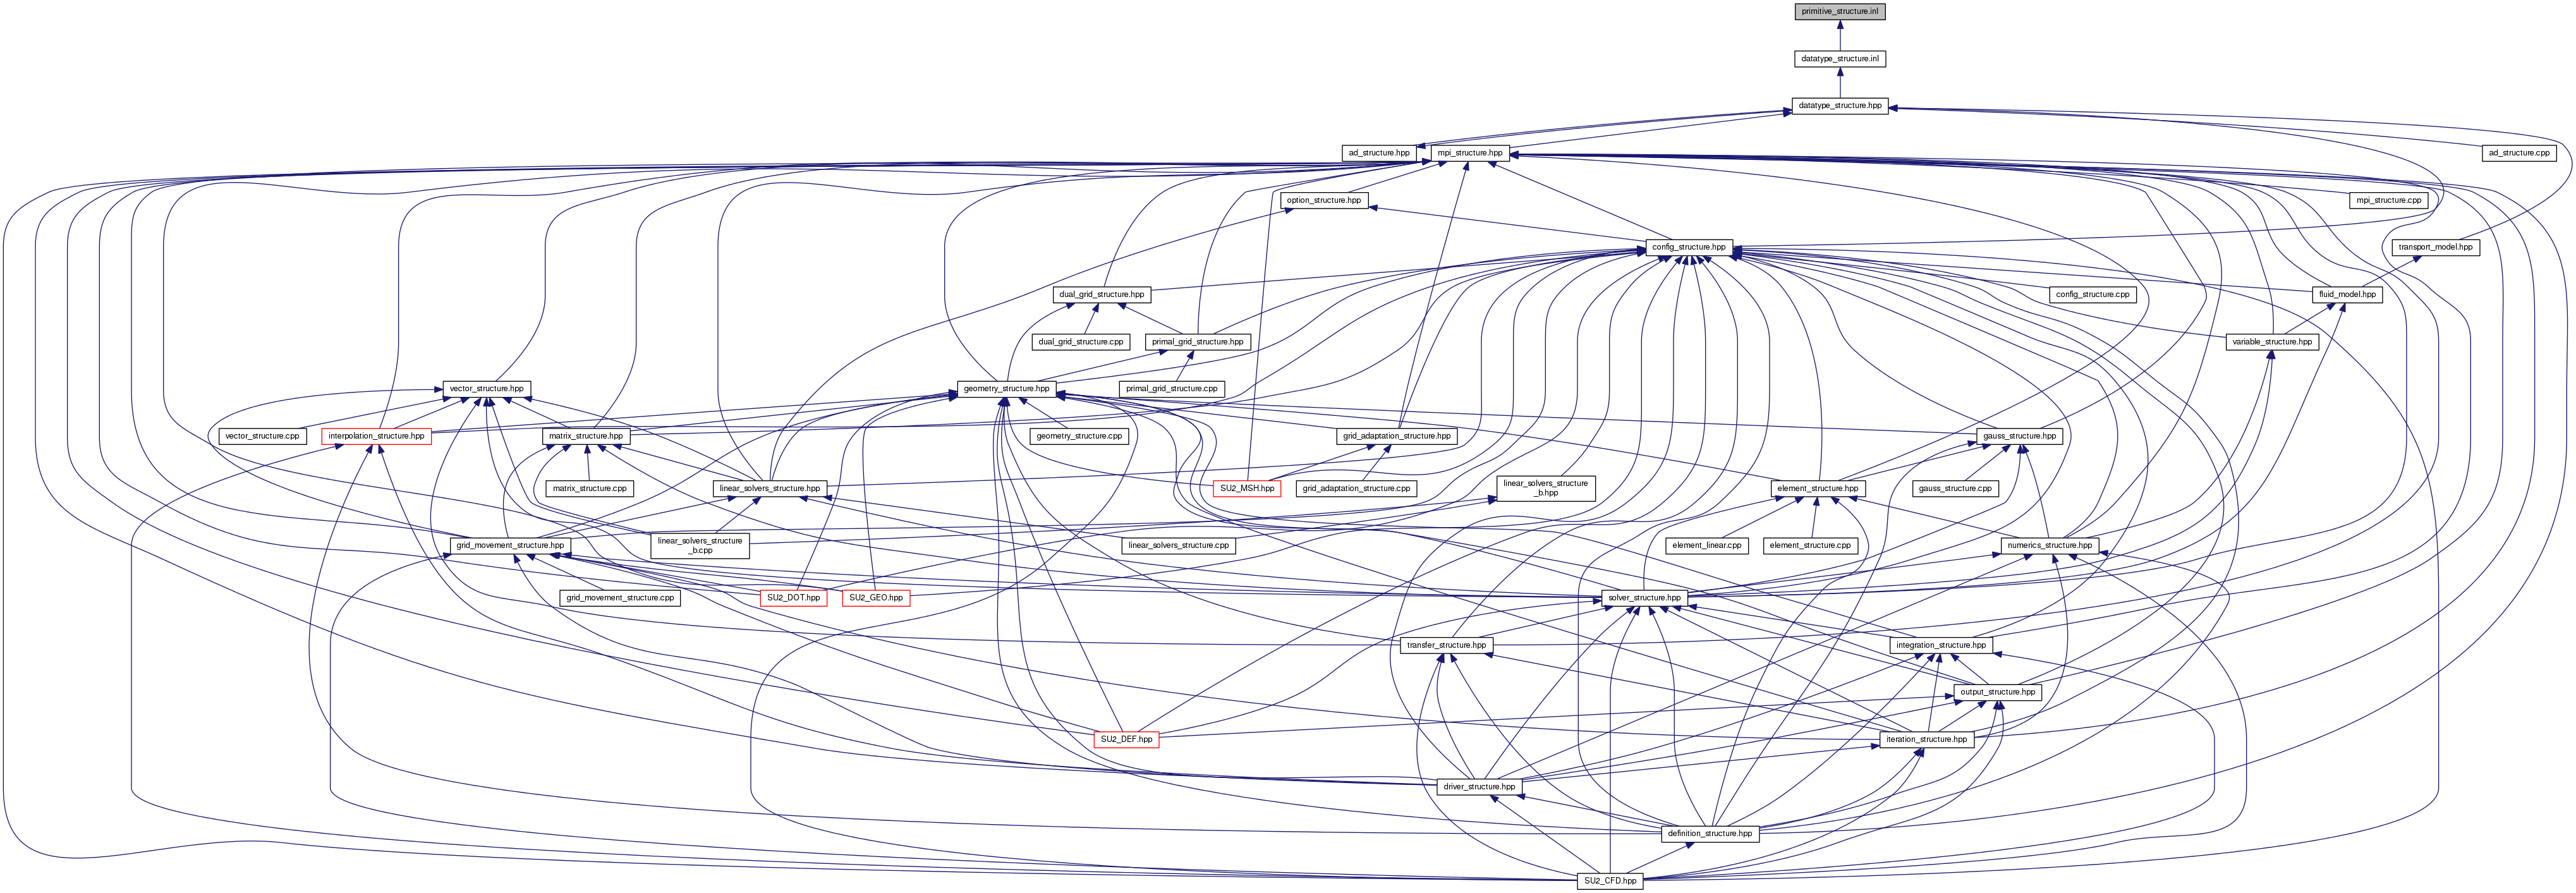 primitive_structure.inl
datatype_structure.inl
datatype_structure.hpp
ad_structure.hpp
mpi_structure.hpp
ad_structure.cpp
option_structure.hpp
mpi_structure.cpp
config_structure.hpp
transport_model.hpp
dual_grid_structure.hpp
config_structure.cpp
fluid_model.hpp
dual_grid_structure.cpp
primal_grid_structure.hpp
variable_structure.hpp
vector_structure.hpp
geometry_structure.hpp
primal_grid_structure.cpp
vector_structure.cpp
interpolation_structure.hpp
matrix_structure.hpp
geometry_structure.cpp
grid_adaptation_structure.hpp
gauss_structure.hpp
matrix_structure.cpp
linear_solvers_structure.hpp
SU2_MSH.hpp
grid_adaptation_structure.cpp
linear_solvers_structure
_b.hpp
element_structure.hpp
gauss_structure.cpp
grid_movement_structure.hpp
linear_solvers_structure
_b.cpp
linear_solvers_structure.cpp
element_linear.cpp
element_structure.cpp
numerics_structure.hpp
grid_movement_structure.cpp
SU2_DOT.hpp
SU2_GEO.hpp
solver_structure.hpp
transfer_structure.hpp
integration_structure.hpp
output_structure.hpp
SU2_DEF.hpp
iteration_structure.hpp
driver_structure.hpp
definition_structure.hpp
SU2_CFD.hpp